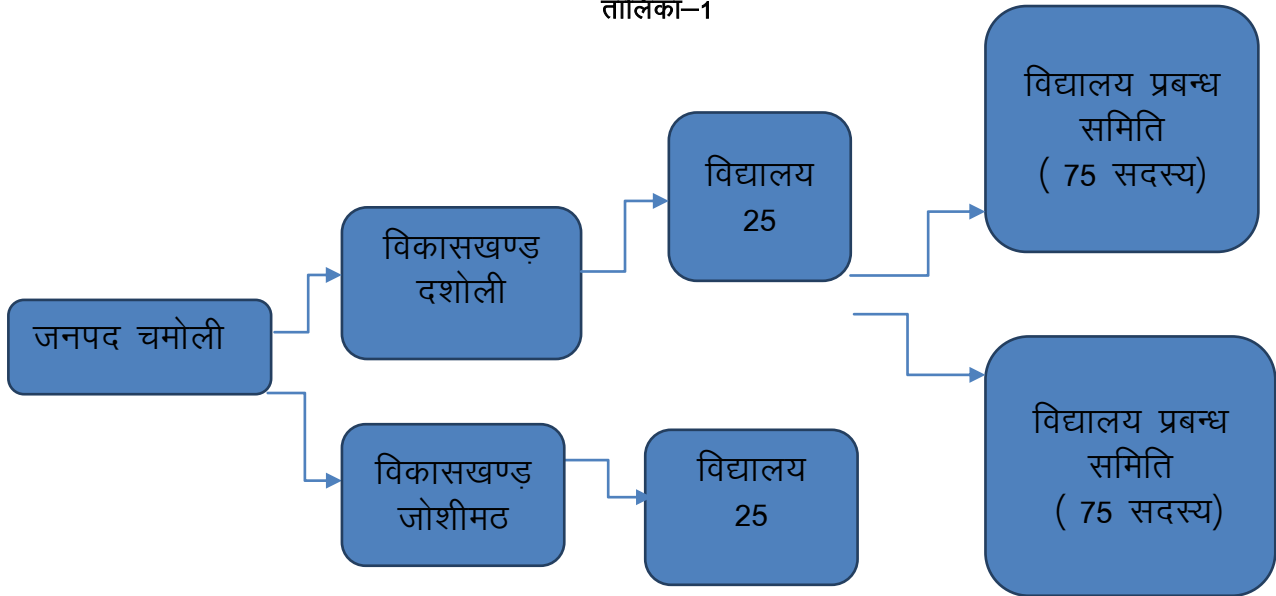 तालिका–1
जनपद चमोली
विकासखण्ड़
दशोली
विद्यालय
25
विद्यालय प्रबन्ध
समिति
( 75 सदस्य)
विकासखण्ड़
जोशीमठ
विद्यालय
25
विद्यालय प्रबन्ध
समिति
( 75 सदस्य)